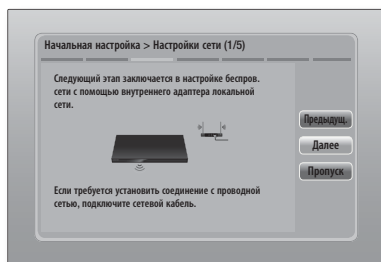 Начальная настройка > Настройки сети (1/5)
Следующий этап заключается в настройке беспров.
сети с помощью внутреннего адаптера локальной
сети.
Предыдущ.
Далее
Пропуск
Если требуется установить соединение с проводной
сетью, подключите сетевой кабель.